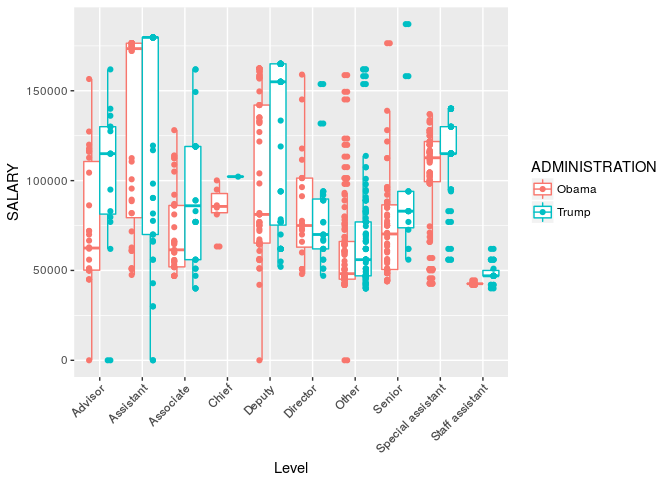 SALARY
150000
100000
50000
0
Advisor
Assistant
Associate
Chief
Deputy
Director
Other
Senior
Special assistant
Staff assistant
Level
ADMINISTRATION
Obama
Trump